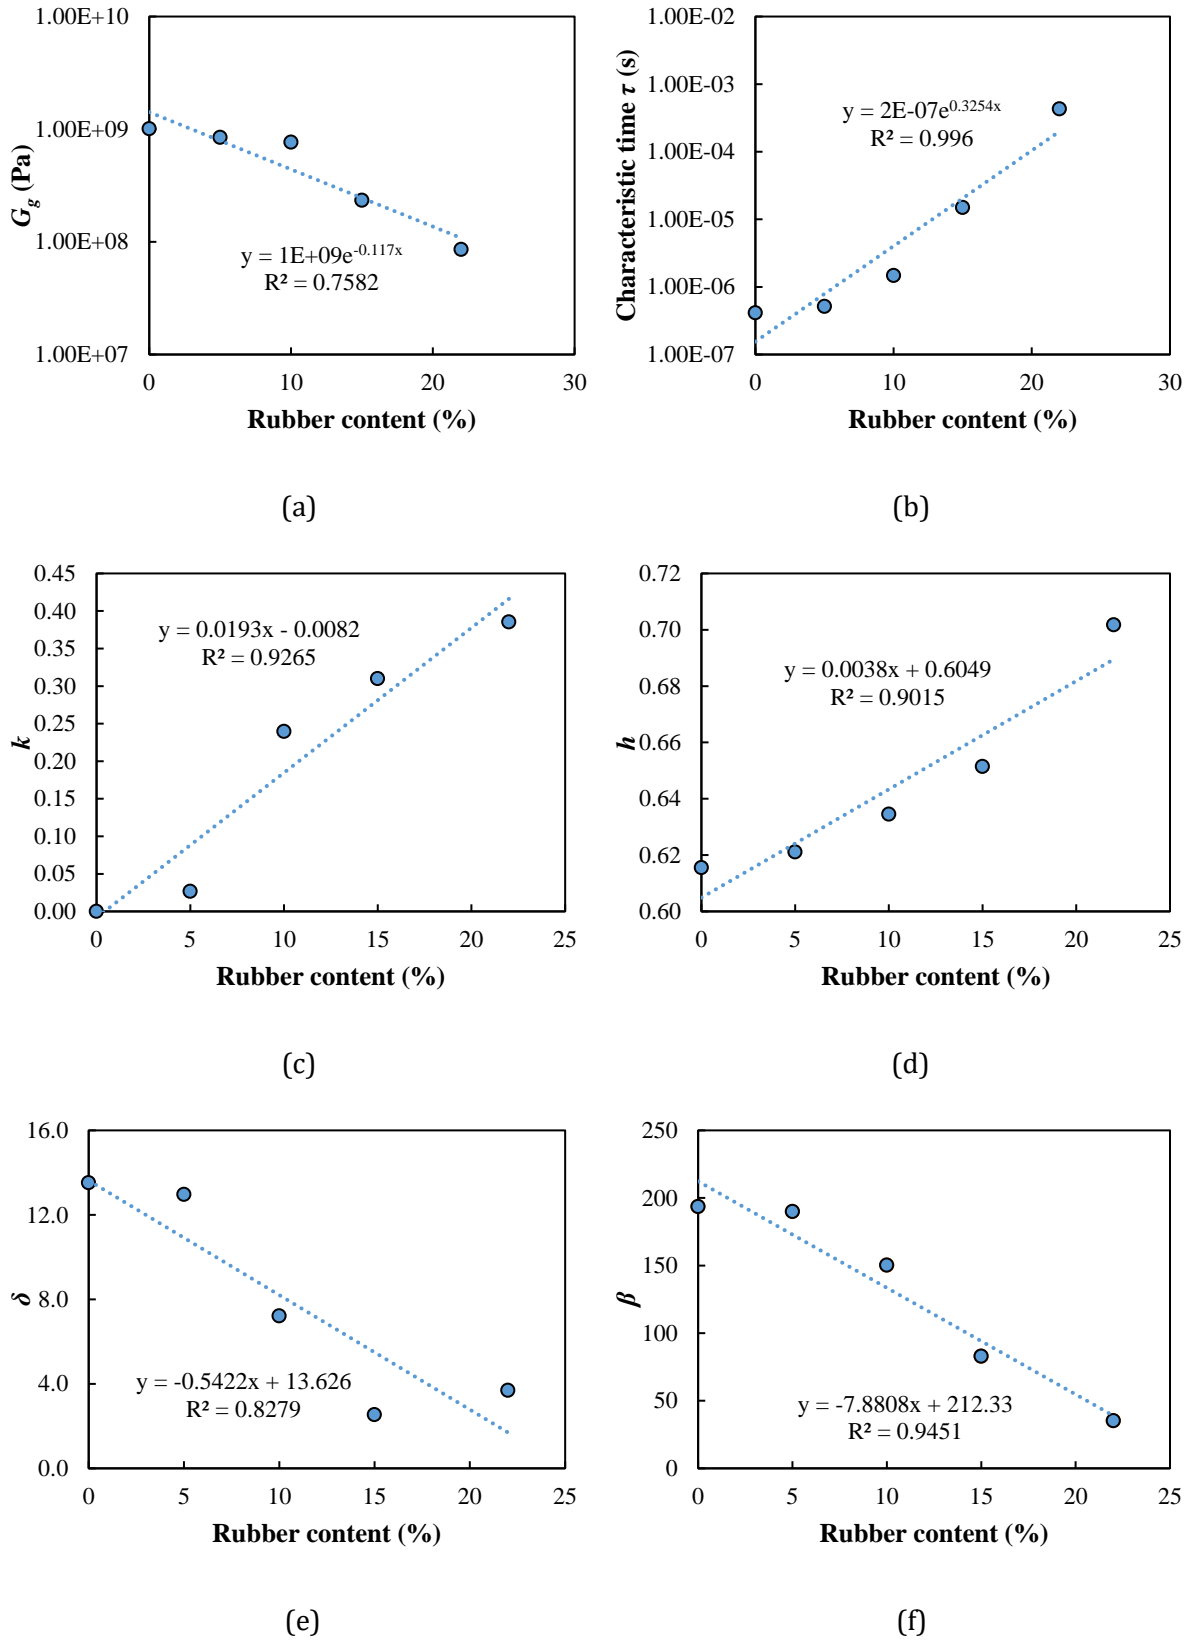 1.00E+10
1.00E+09
1.00E+08
1.00E+07
G_g (Pa)
y = 1E+09e^-0.117x
R² = 0.7582
0 10 20 30
Rubber content (%)
(a)
1.00E-02
1.00E-03
1.00E-04
1.00E-05
1.00E-06
1.00E-07
Characteristic time τ (s)
y = 2E-07e^0.3254x
R² = 0.996
0 10 20 30
Rubber content (%)
(b)
0.45
0.40
0.35
0.30
0.25
0.20
0.15
0.10
0.05
0.00
k
y = 0.0193x - 0.0082
R² = 0.9265
0 5 10 15 20 25
Rubber content (%)
(c)
0.72
0.70
0.68
0.66
0.64
0.62
0.60
h
y = 0.0038x + 0.6049
R² = 0.9015
0 5 10 15 20 25
Rubber content (%)
(d)
16.0
12.0
8.0
4.0
0.0
δ
y = -0.5422x + 13.626
R² = 0.8279
0 5 10 15 20 25
Rubber content (%)
(e)
250
200
150
100
50
0
β
y = -7.8808x + 212.33
R² = 0.9451
0 5 10 15 20 25
Rubber content (%)
(f)